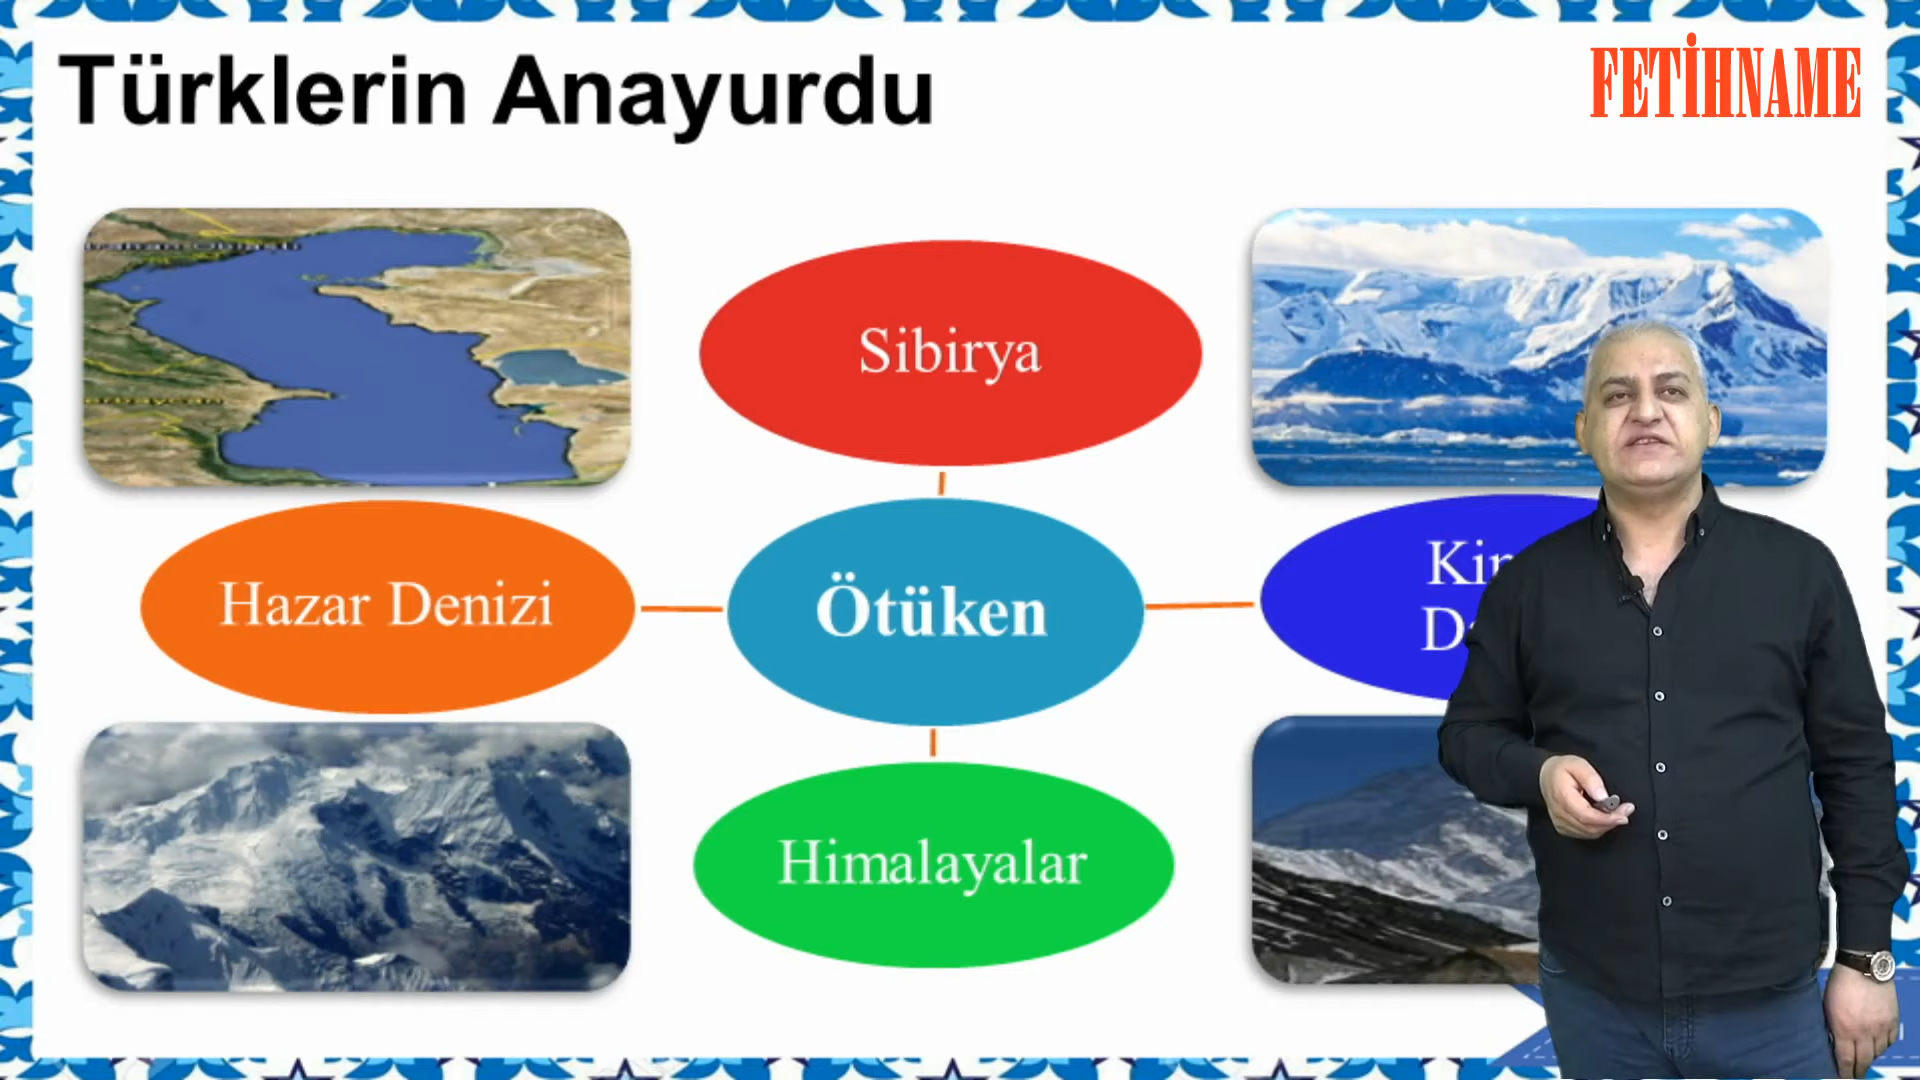 Türklerin Anayurdu
FETİHNAME
Sibirya
Hazar Denizi
Ötüken
Himalayalar